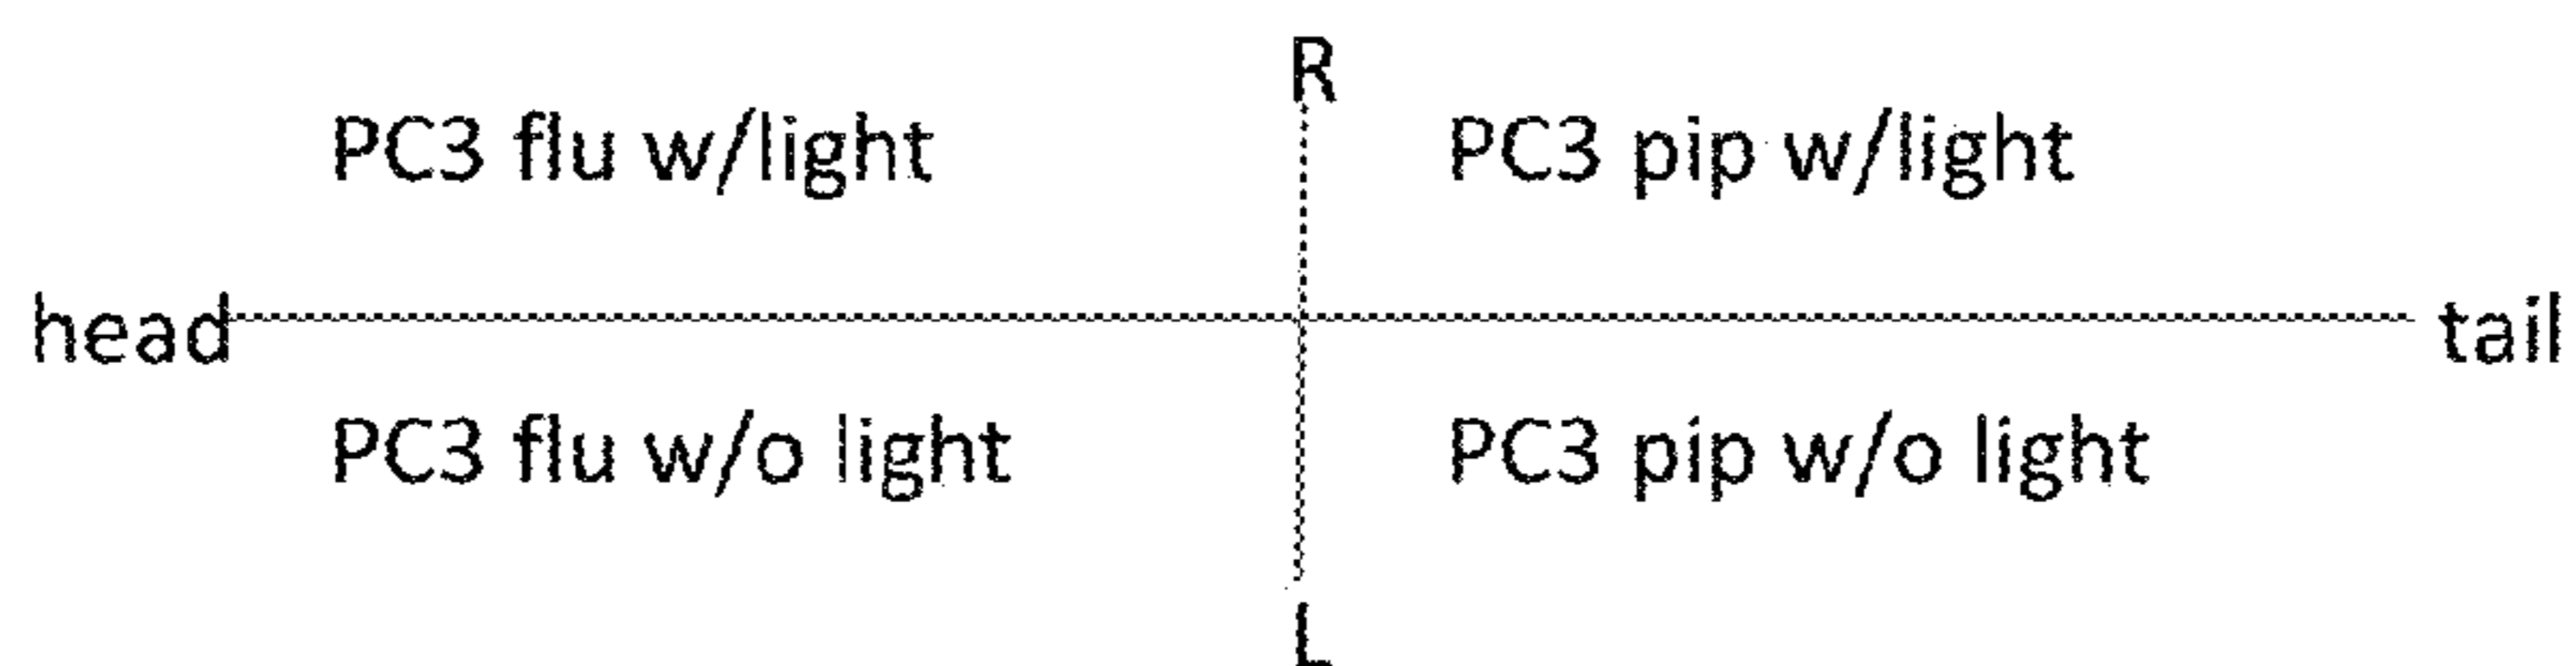 R
PC3 flu w/light PC3 pip w/light
head tail
PC3 flu w/o light PC3 pip w/o light
L